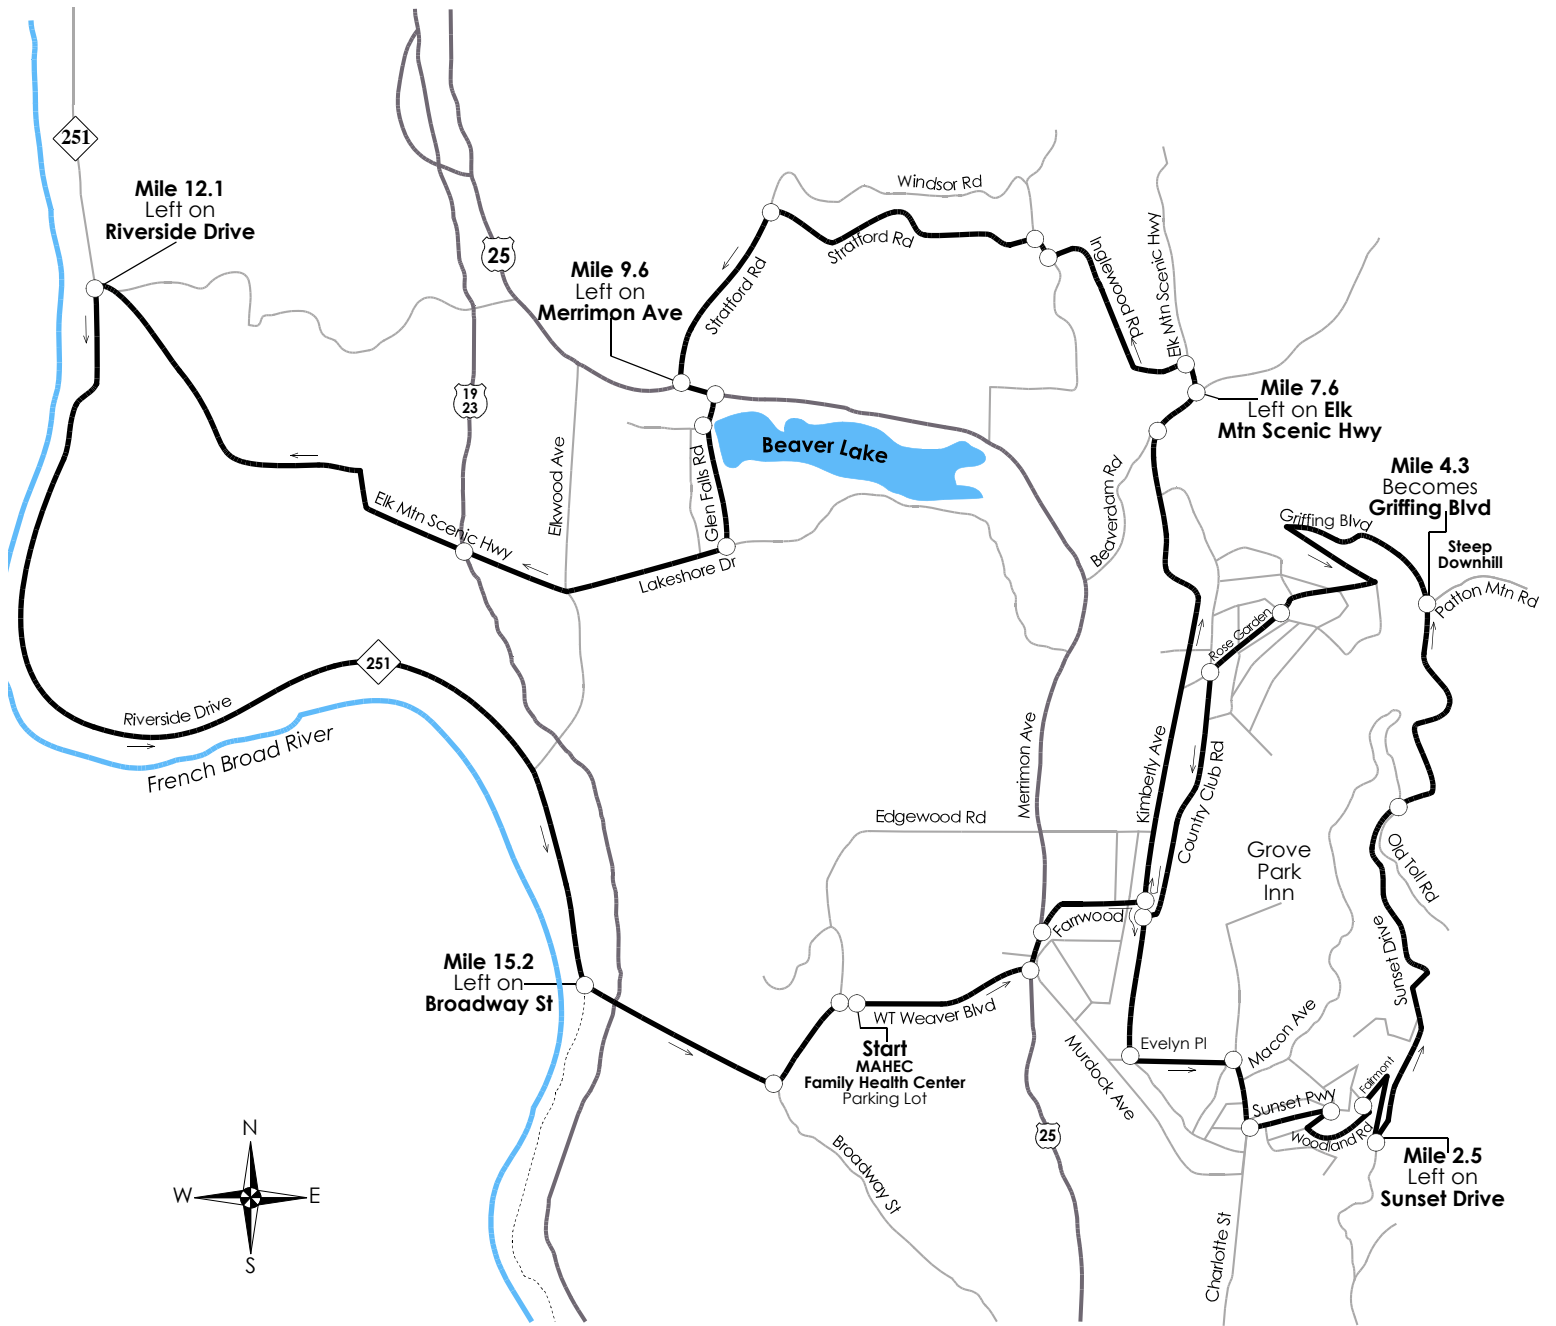 251
Mile 12.1
Left on
Riverside Drive
Windsor Rd
Stratford Rd
Stratford Rd
Inglewood Rd
Elk Mtn Scenic Hwy
25
Mile 9.6
Left on
Merrimon Ave
19
23
Mile 7.6
Left on Elk
Mtn Scenic Hwy
Beaver Lake
Elkwood Ave
Glen Falls Rd
Beaverdam Rd
Mile 4.3
Becomes
Griffing Blvd
Griffing Blvd
Steep
Downhill
Patton Mtn Rd
Elk Mtn Scenic Hwy
Lakeshore Dr
Rose Garden
251
Riverside Drive
French Broad River
Merrimon Ave
Kimberly Ave
Country Club Rd
Edgewood Rd
Grove
Park
Inn
Old Toll Rd
Sunset Drive
Farrwood
Mile 15.2
Left on
Broadway St
WT Weaver Blvd
Start
MAHEC
Family Health Center
Parking Lot
Evelyn Pl
Macon Ave
Murdock Ave
Sunset Pwy
Fairmont
Woodland Rd
Mile 2.5
Left on
Sunset Drive
25
Broadway St
Charlotte St
N
W
E
S